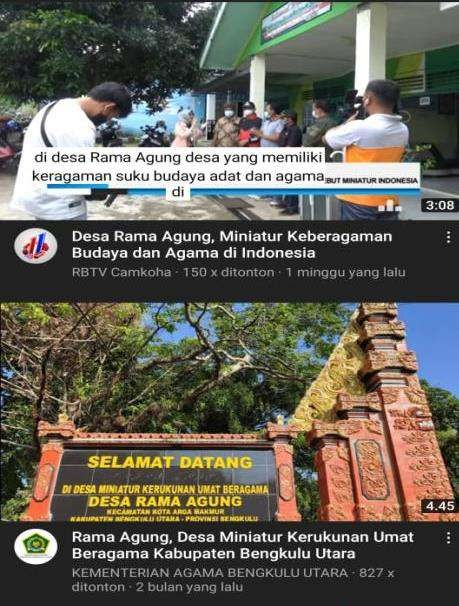 di desa Rama Agung desa yang memiliki
keragaman suku budaya adat dan agama
di
EBUT MINIATUR INDONESIA
3:08
Desa Rama Agung, Miniatur Keberagaman
Budaya dan Agama di Indonesia
RBTV Camkoha · 150 x ditonton · 1 minggu yang lalu
SELAMAT DATANG
DI DESA MINIATUR KERUKUNAN UMAT BERAGAMA
DESA RAMA AGUNG
KECAMATAN KOTA ARGA MAKMUR
KABUPATEN BENGKULU UTARA - PROVINSI BENGKULU
4.45
Rama Agung, Desa Miniatur Kerukunan Umat
Beragama Kabupaten Bengkulu Utara
KEMENTERIAN AGAMA BENGKULU UTARA · 827 x
ditonton · 2 bulan yang lalu